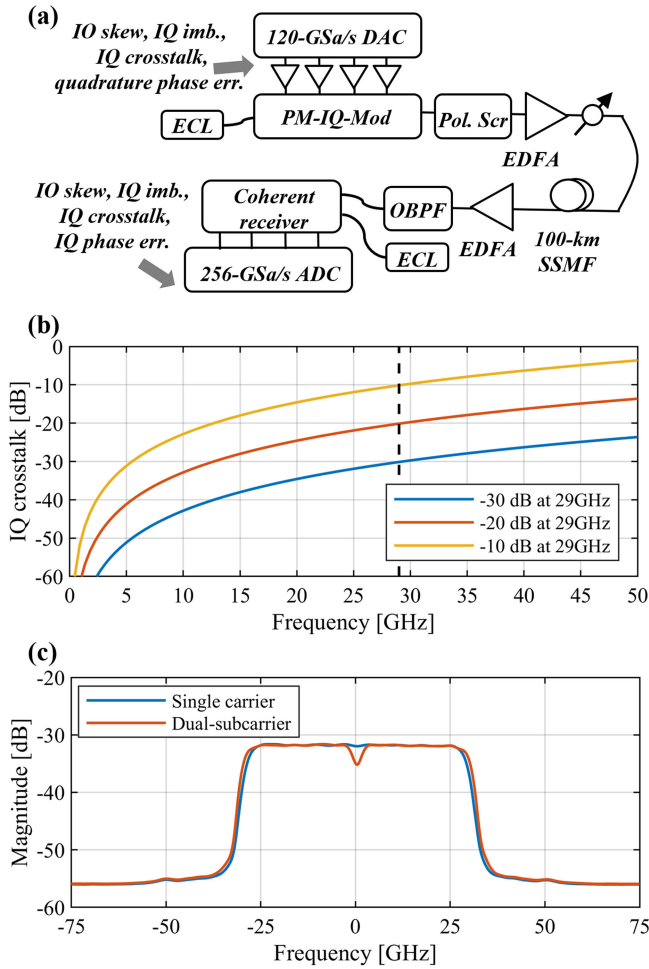 (a)
IO skew, IQ imb.,
IQ crosstalk,
quadrature phase err.
120-GSa/s DAC
ECL
PM-IQ-Mod
Pol. Scr
EDFA
IO skew, IQ imb.,
IQ crosstalk,
IQ phase err.
Coherent
receiver
OBPF
EDFA
100-km
SSMF
ECL
256-GSa/s ADC
(b)
IQ crosstalk [dB]
0
-10
-20
-30
-40
-50
-60
-30 dB at 29GHz
-20 dB at 29GHz
-10 dB at 29GHz
0 5 10 15 20 25 30 35 40 45 50
Frequency [GHz]
(c)
Magnitude [dB]
-20
-30
-40
-50
-60
Single carrier
Dual-subcarrier
-75 -50 -25 0 25 50 75
Frequency [GHz]